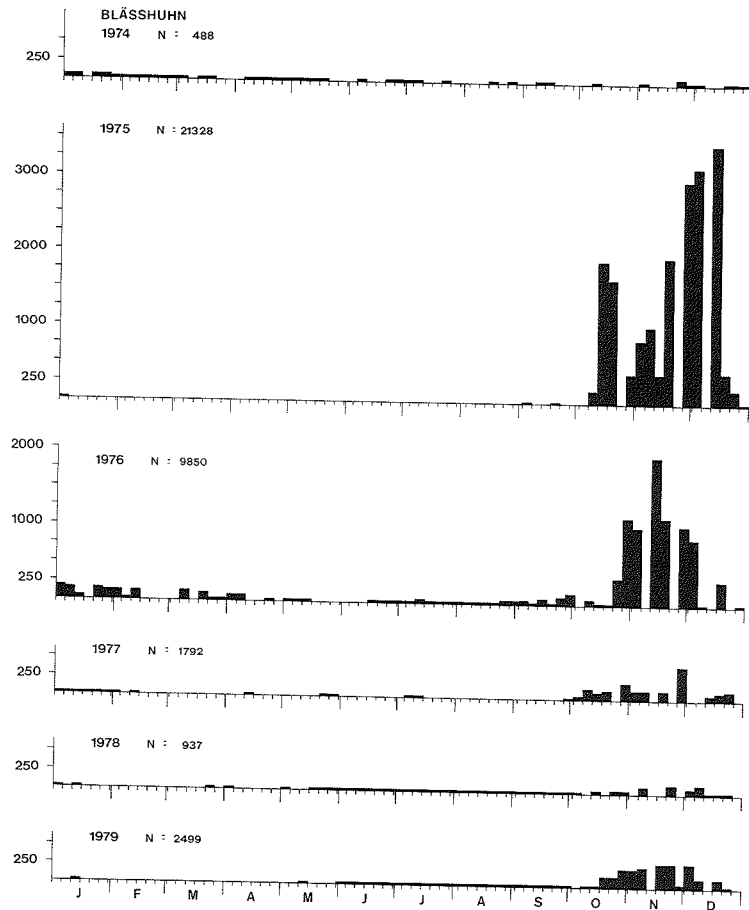 BLÄSSHUHN
1974 N = 488
250
1975 N = 21328
3000
2000
1000
250
2000
1976 N = 9850
1000
250
1977 N = 1792
250
1978 N = 937
250
1979 N = 2499
250
J F M A M J J A S O N D